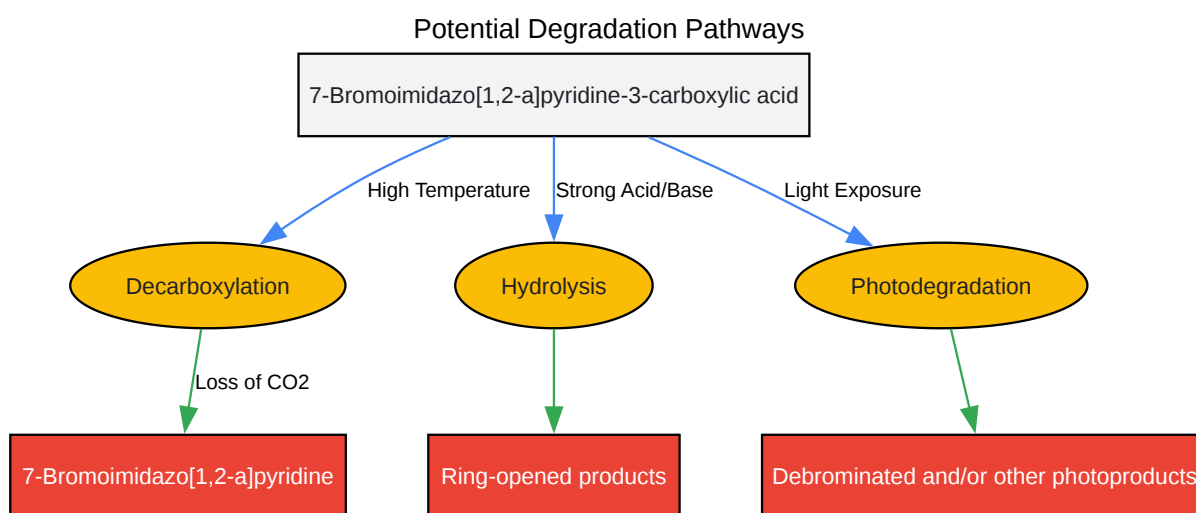 Potential Degradation Pathways
7-Bromoimidazo[1,2-a]pyridine-3-carboxylic acid
High Temperature
Strong Acid/Base
Light Exposure
Decarboxylation
Hydrolysis
Photodegradation
Loss of CO2
7-Bromoimidazo[1,2-a]pyridine
Ring-opened products
Debrominated and/or other photoproducts